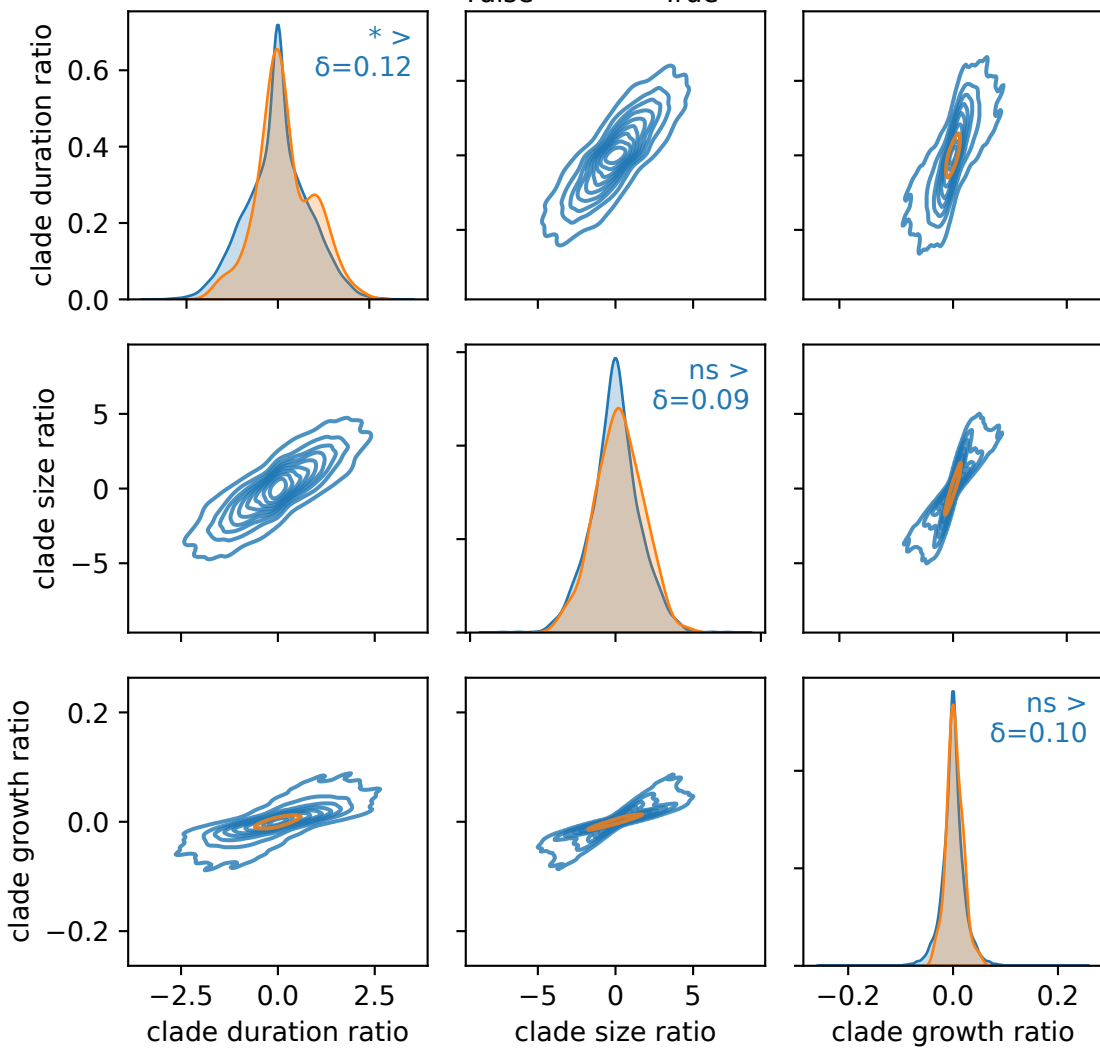 * >
δ=0.12
clade duration ratio
0.6
0.4
0.2
0.0
ns >
δ=0.09
clade size ratio
5
0
−5
ns >
δ=0.10
clade growth ratio
0.2
0.0
−0.2
−2.5 0.0 2.5
−5 0 5
−0.2 0.0 0.2
clade duration ratio
clade size ratio
clade growth ratio